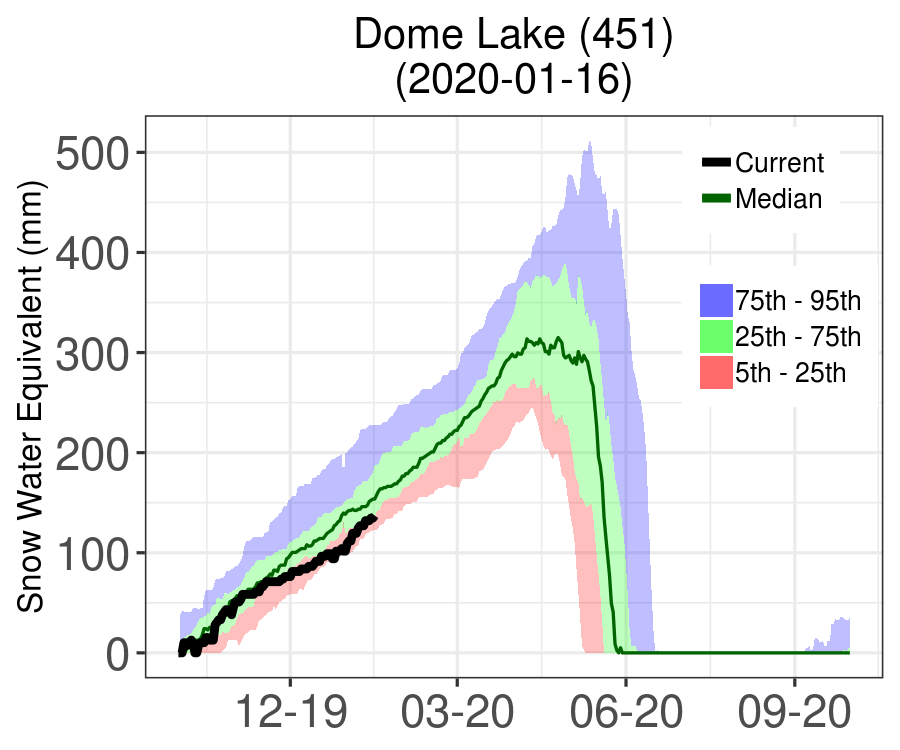 Dome Lake (451)
(2020-01-16)
Snow Water Equivalent (mm)
500
400
300
200
100
0
Current
Median
75th - 95th
25th - 75th
5th - 25th
12-19
03-20
06-20
09-20